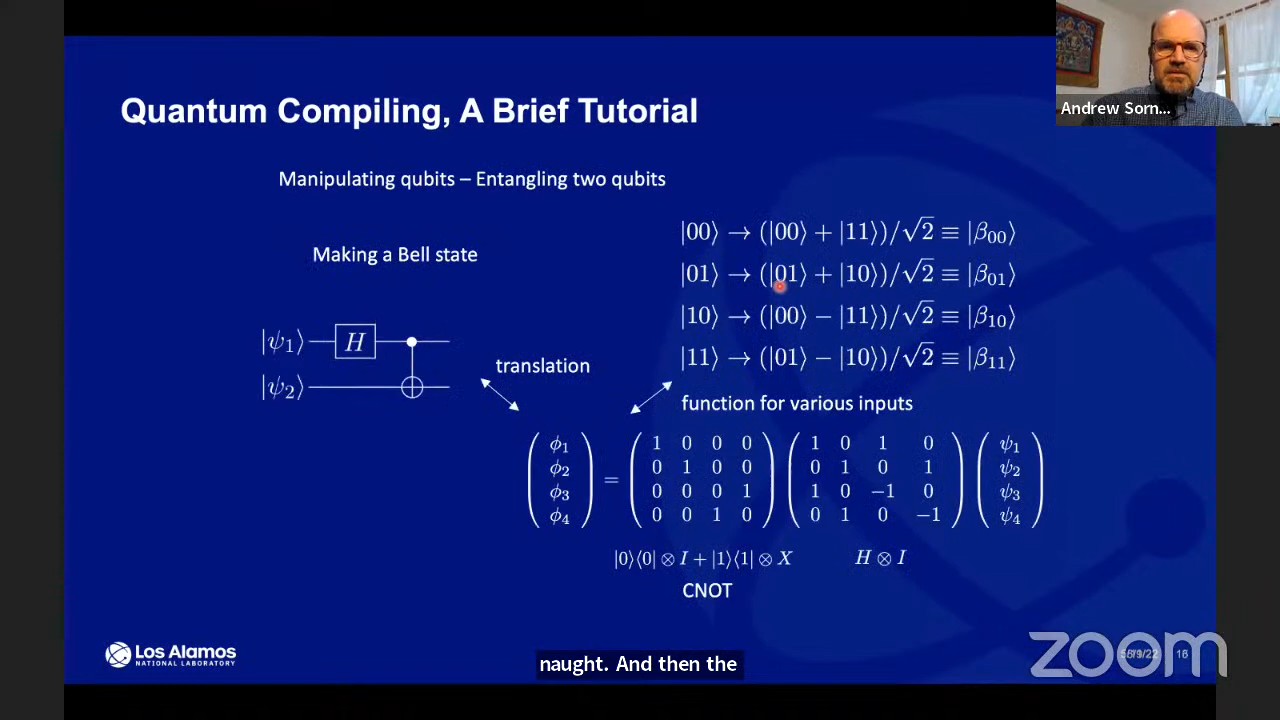 Andrew Sorn...
Quantum Compiling, A Brief Tutorial
Manipulating qubits – Entangling two qubits
Making a Bell state
|00⟩ → (|00⟩ + |11⟩)/√2 ≡ |β₀₀⟩
|01⟩ → (|01⟩ + |10⟩)/√2 ≡ |β₀₁⟩
|10⟩ → (|00⟩ − |11⟩)/√2 ≡ |β₁₀⟩
|11⟩ → (|01⟩ − |10⟩)/√2 ≡ |β₁₁⟩
|ψ₁⟩ H
|ψ₂⟩
translation
function for various inputs
ϕ₁ 1 0 0 0 1 0 1 0 ψ₁
ϕ₂ 0 1 0 0 0 1 0 1 ψ₂
=
ϕ₃ 0 0 0 1 1 0 −1 0 ψ₃
ϕ₄ 0 0 1 0 0 1 0 −1 ψ₄
|0⟩⟨0| ⊗ I + |1⟩⟨1| ⊗ X H ⊗ I
CNOT
Los Alamos
NATIONAL LABORATORY
naught. And then the
zoom
16